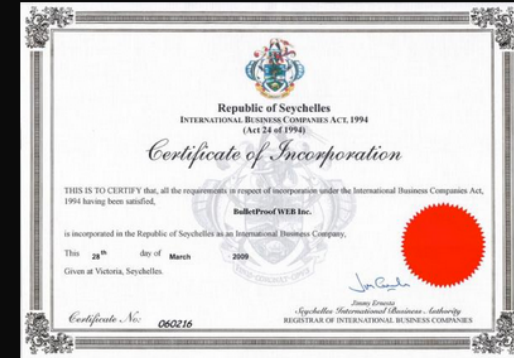 Republic of Seychelles
INTERNATIONAL BUSINESS COMPANIES ACT, 1994
(Act 24 of 1994)
Certificate of Incorporation
THIS IS TO CERTIFY that, all the requirements in respect of incorporation under the International Business Companies Act,
1994 having been satisfied,
BulletProof WEB Inc.
is incorporated in the Republic of Seychelles as an International Business Company,
This 28th day of March 2009
Given at Victoria, Seychelles.
Jimmy Ernesta
Seychelles International Business Authority
Certificate No: 060216
REGISTRAR OF INTERNATIONAL BUSINESS COMPANIES